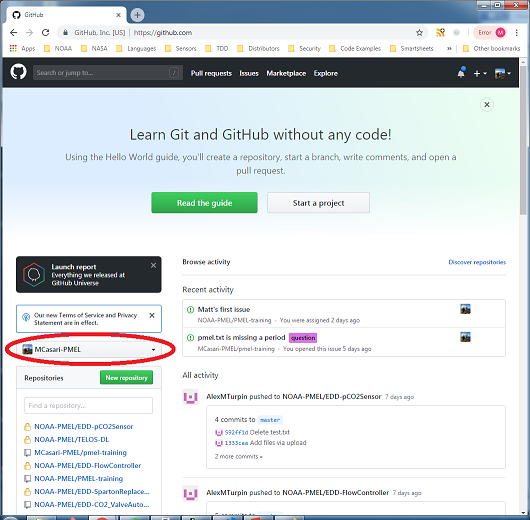 GitHub
GitHub, Inc. [US] | https://github.com
Error M
Apps NOAA NASA Languages Sensors TDD Distributors Security Code Examples Smartsheets » Other bookmarks
Search or jump to... / Pull requests Issues Marketplace Explore
Learn Git and GitHub without any code!
Using the Hello World guide, you'll create a repository, start a branch, write comments, and open a
pull request.
Read the guide Start a project
Launch report
Everything we released at
GitHub Universe
Our new Terms of Service and Privacy
Statement are in effect.
MCasari-PMEL
Repositories New repository
Find a repository...
NOAA-PMEL/EDD-pCO2Sensor
NOAA-PMEL/TELOS-DL
MCasari-PMEL/pmel-training
NOAA-PMEL/EDD-FlowController
NOAA-PMEL/PMEL-training
NOAA-PMEL/EDD-SpartonReplace...
NOAA-PMEL/EDD-CO2_ValveAuto...
Browse activity Discover repositories
Recent activity
Matt's first issue
NOAA-PMEL/PMEL-training - You were assigned 2 days ago
pmel.txt is missing a period question
MCasari-PMEL/pmel-training - You opened this issue 5 days ago
All activity
AlexMTurpin pushed to NOAA-PMEL/EDD-pCO2Sensor 7 days ago
4 commits to master
592ff1d Delete test.txt
1333caa Add files via upload
2 more commits »
AlexMTurpin pushed to NOAA-PMEL/EDD-FlowController 7 days ago